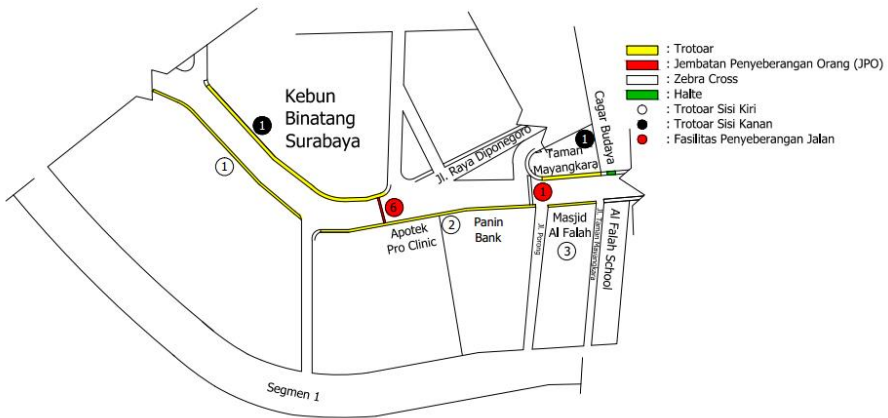 : Trotoar
: Jembatan Penyeberangan Orang (JPO)
: Zebra Cross
: Halte
: Trotoar Sisi Kiri
: Trotoar Sisi Kanan
: Fasilitas Penyeberangan Jalan
Kebun
Binatang
Surabaya
1
1
6
Jl. Raya Diponegoro
Taman
Mayangkara
1
Cagar Budaya
1
Apotek
Pro Clinic
2
Panin
Bank
Jl. Porong
Masjid
Al Falah
3
Jl. Taman Mayangkara
Al Falah School
Segmen 1